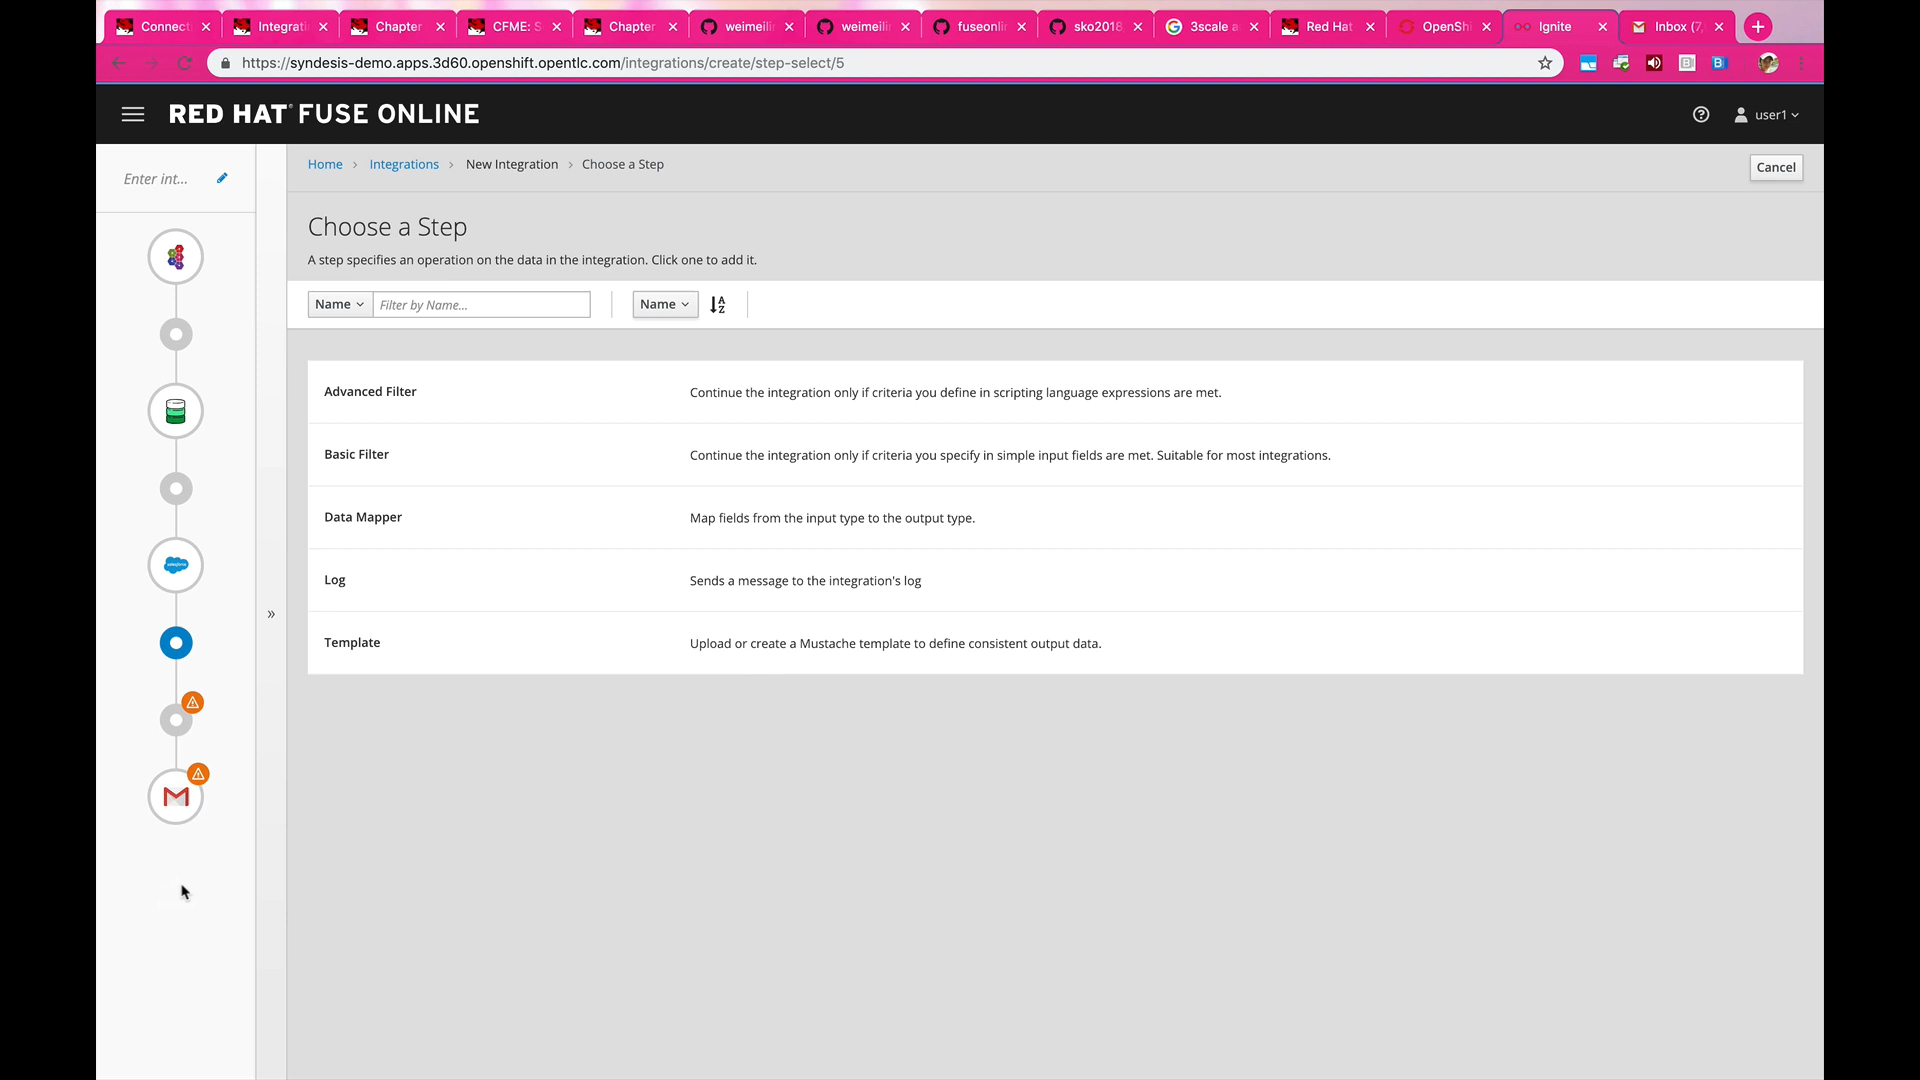 Connect
Integrati
Chapter
CFME: S
Chapter
weimeilin
weimeilin
fuseonlin
sko2018
3scale a
Red Hat
OpenShi
Ignite
Inbox (7,
https://syndesis-demo.apps.3d60.openshift.opentlc.com/integrations/create/step-select/5
RED HAT® FUSE ONLINE
user1
Enter int...
Home > Integrations > New Integration > Choose a Step
Cancel
Choose a Step
A step specifies an operation on the data in the integration. Click one to add it.
Name Filter by Name... Name
Advanced Filter Continue the integration only if criteria you define in scripting language expressions are met.
Basic Filter Continue the integration only if criteria you specify in simple input fields are met. Suitable for most integrations.
Data Mapper Map fields from the input type to the output type.
Log Sends a message to the integration's log
Template Upload or create a Mustache template to define consistent output data.
salesforce
»